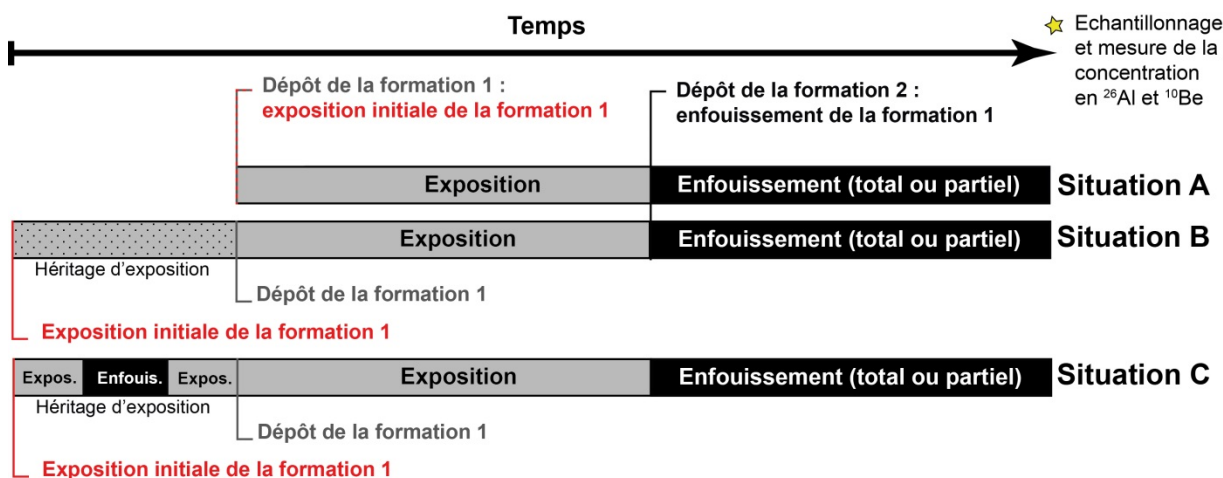 Temps
Echantillonnage
et mesure de la
concentration
en ²⁶Al et ¹⁰Be
Dépôt de la formation 1 :
exposition initiale de la formation 1
Dépôt de la formation 2 :
enfouissement de la formation 1
Exposition
Enfouissement (total ou partiel)
Situation A
Exposition
Enfouissement (total ou partiel)
Situation B
Héritage d’exposition
Dépôt de la formation 1
Exposition initiale de la formation 1
Expos.
Enfouis.
Expos.
Exposition
Enfouissement (total ou partiel)
Situation C
Héritage d’exposition
Dépôt de la formation 1
Exposition initiale de la formation 1